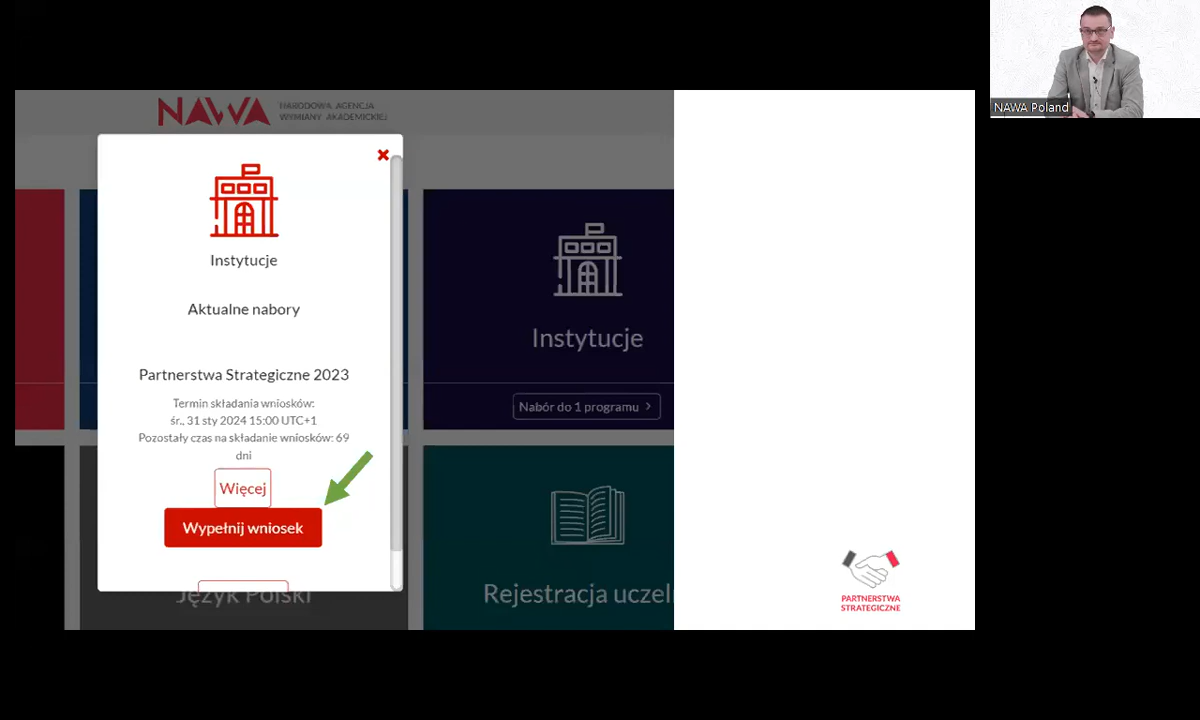 NAWA
NARODOWA AGENCJA
WYMIANY AKADEMICKIEJ
NAWA Poland
Instytucje
Aktualne nabory
Partnerstwa Strategiczne 2023
Termin składania wniosków:
śr., 31 sty 2024 15:00 UTC+1
Pozostały czas na składanie wniosków: 69
dni
Więcej
Wypełnij wniosek
Instytucje
Nabór do 1 programu
Język Polski
Rejestracja uczel
PARTNERSTWA
STRATEGICZNE